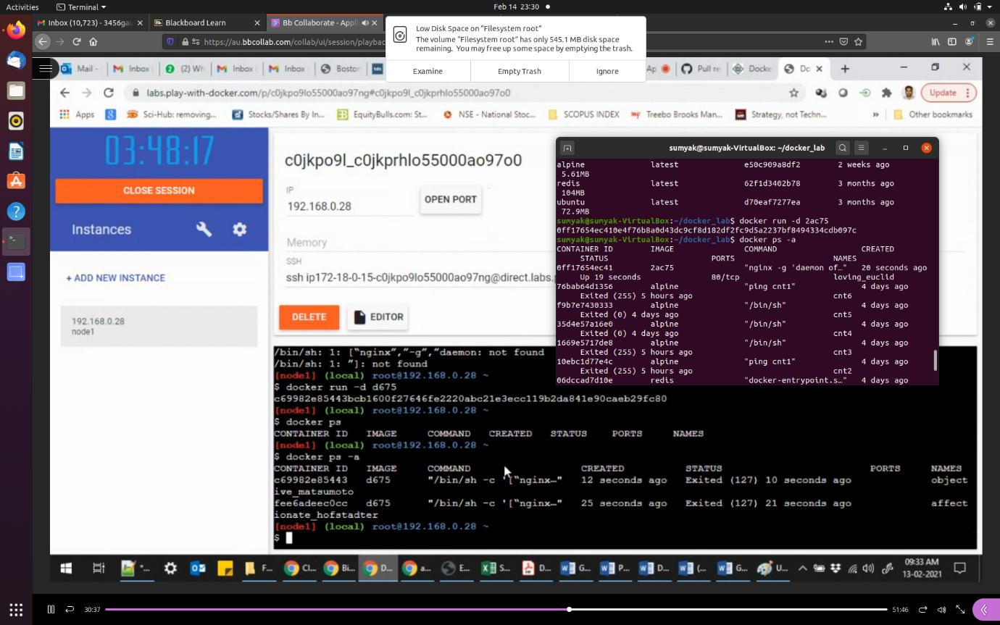 Activities
Terminal
Feb 14 23:30
Inbox (10,723) - 3456gau
Blackboard Learn
Bb Collaborate - Appli
https://au.bbcollab.com/collab/ui/session/playbac
Low Disk Space on "Filesystem root"
The volume "Filesystem root" has only 545.1 MB disk space
remaining. You may free up some space by emptying the trash.
Examine
Empty Trash
Ignore
Mail -
Inbox (
(2) Wh
Inbox (
Inbox -
Boston
tds
Ap
Pull re
Docke
Do
labs.play-with-docker.com/p/c0jkpo9lo55000ao97ng#c0jkpo9l_c0jkprhlo55000ao97o0
Update
Apps
Sci-Hub: removing...
Stocks/Shares By In...
EquityBulls.com: St...
NSE - National Stoc...
SCOPUS INDEX
Treebo Brooks Man...
Strategy, not Techn...
»
Other bookmarks
03:48:17
CLOSE SESSION
Instances
+ ADD NEW INSTANCE
192.168.0.28
node1
c0jkpo9l_c0jkprhlo55000ao97o0
IP
192.168.0.28
OPEN PORT
Memory
SSH
ssh ip172-18-0-15-c0jkpo9lo55000ao97ng@direct.labs.
DELETE
EDITOR
sumyak@sumyak-VirtualBox: ~/docker_lab
alpine latest e50c909a8df2 2 weeks ago
5.61MB
redis latest 62f1d3402b78 3 months ago
104MB
ubuntu latest d70eaf7277ea 3 months ago
72.9MB
sumyak@sumyak-VirtualBox:~/docker_lab$ docker run -d 2ac75
0ff17654ec410e4f76b8a0d43dc9cf8d182df2fc9d5a2237bf8494334cdb097c
sumyak@sumyak-VirtualBox:~/docker_lab$ docker ps -a
CONTAINER ID IMAGE COMMAND CREATED
STATUS PORTS NAMES
0ff17654ec41 2ac75 "nginx -g 'daemon of…" 20 seconds ago
Up 19 seconds 80/tcp loving_euclid
76bab64d1356 alpine "ping cnt1" 4 days ago
Exited (255) 5 hours ago cnt6
f9b7e7430333 alpine "/bin/sh" 4 days ago
Exited (0) 4 days ago cnt5
35d4e57a16e0 alpine "/bin/sh" 4 days ago
Exited (0) 4 days ago cnt4
1669e5717de8 alpine "/bin/sh" 4 days ago
Exited (255) 5 hours ago cnt3
10ebc1d77e4c alpine "ping cnt1" 4 days ago
Exited (255) 5 hours ago cnt2
06dccad7d10e redis "docker-entrypoint.s…" 4 days ago
/bin/sh: 1: [“nginx”,”-g”,”daemon: not found
/bin/sh: 1: ”]: not found
[node1] (local) root@192.168.0.28 ~
$ docker run -d d675
c69982e85443bcb1600f27646fe2220abc21e3ecc119b2da841e90caeb29fc80
[node1] (local) root@192.168.0.28 ~
$ docker ps
CONTAINER ID IMAGE COMMAND CREATED STATUS PORTS NAMES
[node1] (local) root@192.168.0.28 ~
$ docker ps -a
CONTAINER ID IMAGE COMMAND CREATED STATUS PORTS NAMES
c69982e85443 d675 "/bin/sh -c '[“nginx…" 12 seconds ago Exited (127) 10 seconds ago object
ive_matsumoto
fee6adeec0cc d675 "/bin/sh -c '[“nginx…" 25 seconds ago Exited (127) 21 seconds ago affect
ionate_hofstadter
[node1] (local) root@192.168.0.28 ~
$
F...
Cl...
Bi...
D...
a...
E...
S...
D...
G...
P...
D...
(...
G...
U...
09:33 AM
13-02-2021
30:37
51:46